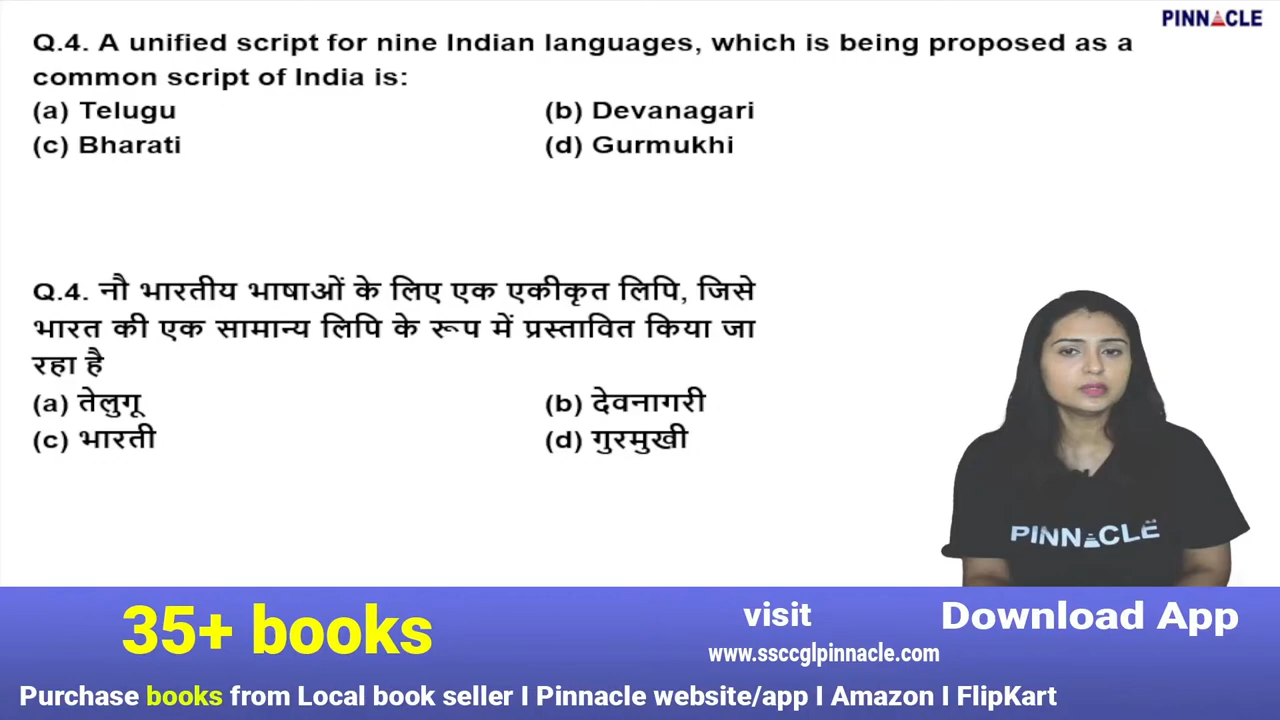 PINNACLE
Q.4. A unified script for nine Indian languages, which is being proposed as a
common script of India is:
(a) Telugu (b) Devanagari
(c) Bharati (d) Gurmukhi
Q.4. नौ भारतीय भाषाओं के लिए एक एकीकृत लिपि, जिसे
भारत की एक सामान्य लिपि के रूप में प्रस्तावित किया जा
रहा है
(a) तेलुगू (b) देवनागरी
(c) भारती (d) गुरमुखी
PINNACLE
35+ books
visit
www.ssccglpinnacle.com
Download App
Purchase books from Local book seller I Pinnacle website/app I Amazon I FlipKart